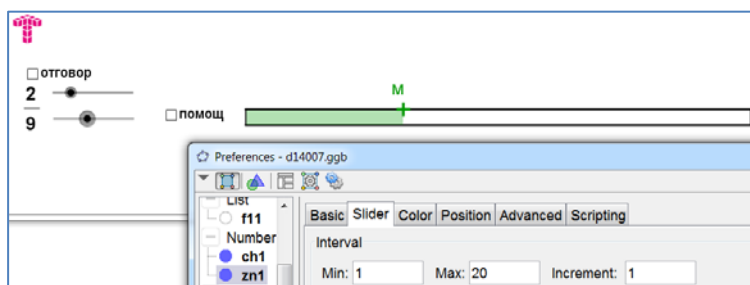 отговор
2
9
помощ
M
Preferences - d14007.ggb
List
f11
Number
ch1
zn1
Basic Slider Color Position Advanced Scripting
Interval
Min: 1 Max: 20 Increment: 1